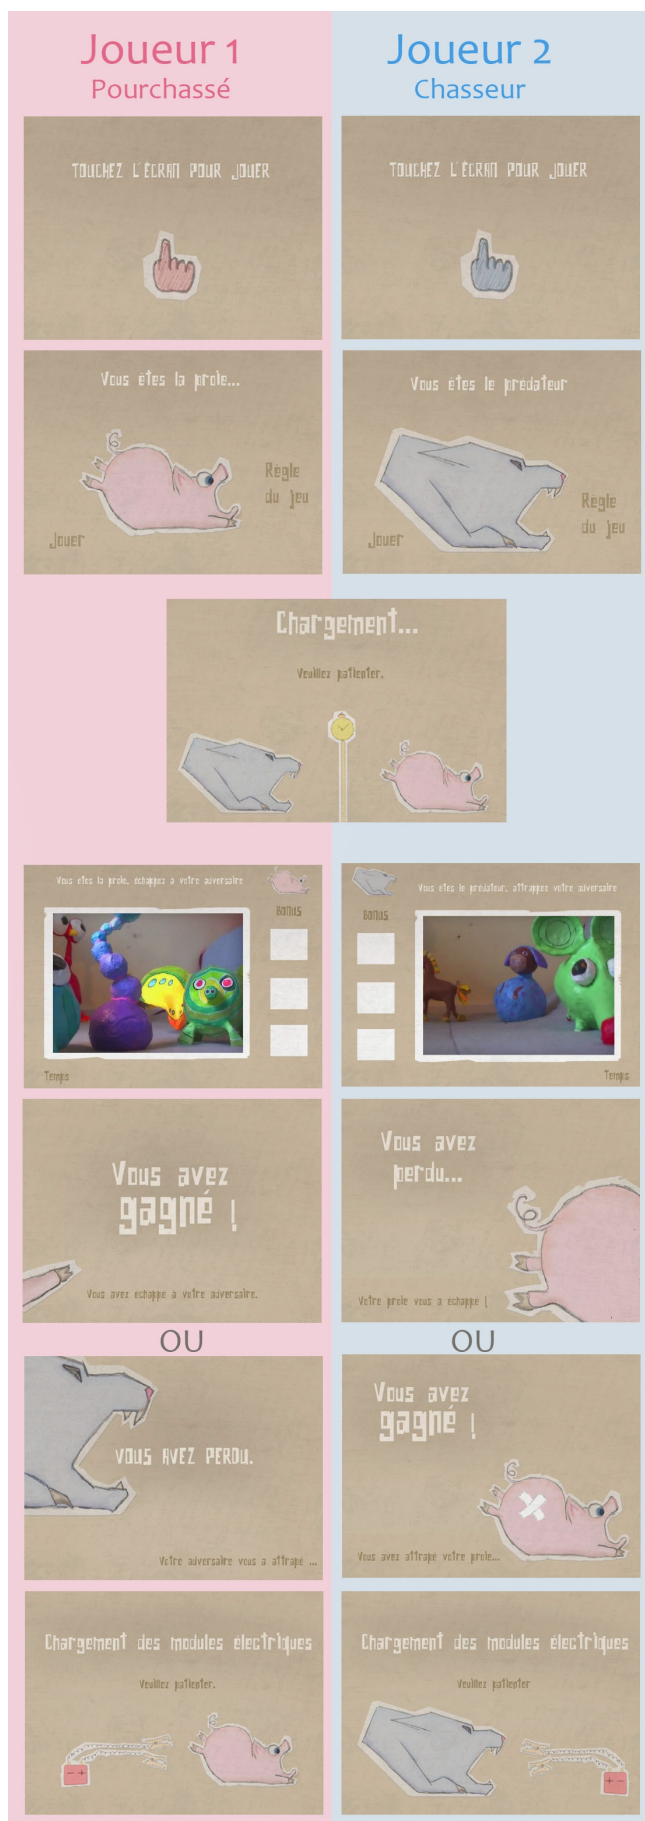 Joueur 1
Pourchassé
Joueur 2
Chasseur
TOUCHEZ L'ÉCRAN POUR JOUER
TOUCHEZ L'ÉCRAN POUR JOUER
Vous êtes la proie...
Règle
du jeu
Jouer
Vous êtes le prédateur
Règle
du jeu
Jouer
Chargement...
Veuillez patienter.
Vous êtes la proie, échappez à votre adversaire
Bonus
Temps
Vous êtes le prédateur, attrappez votre adversaire
Bonus
Temps
Vous avez
gagné !
Vous avez échappé à votre adversaire.
Vous avez
perdu...
Votre proie vous a échappé !
OU
OU
VOUS AVEZ PERDU.
Votre adversaire vous a attrapé ...
Vous avez
gagné !
Vous avez attrapé votre proie...
Chargement des modules électriques
Veuillez patienter.
- +
Chargement des modules électriques
Veuillez patienter
+ -